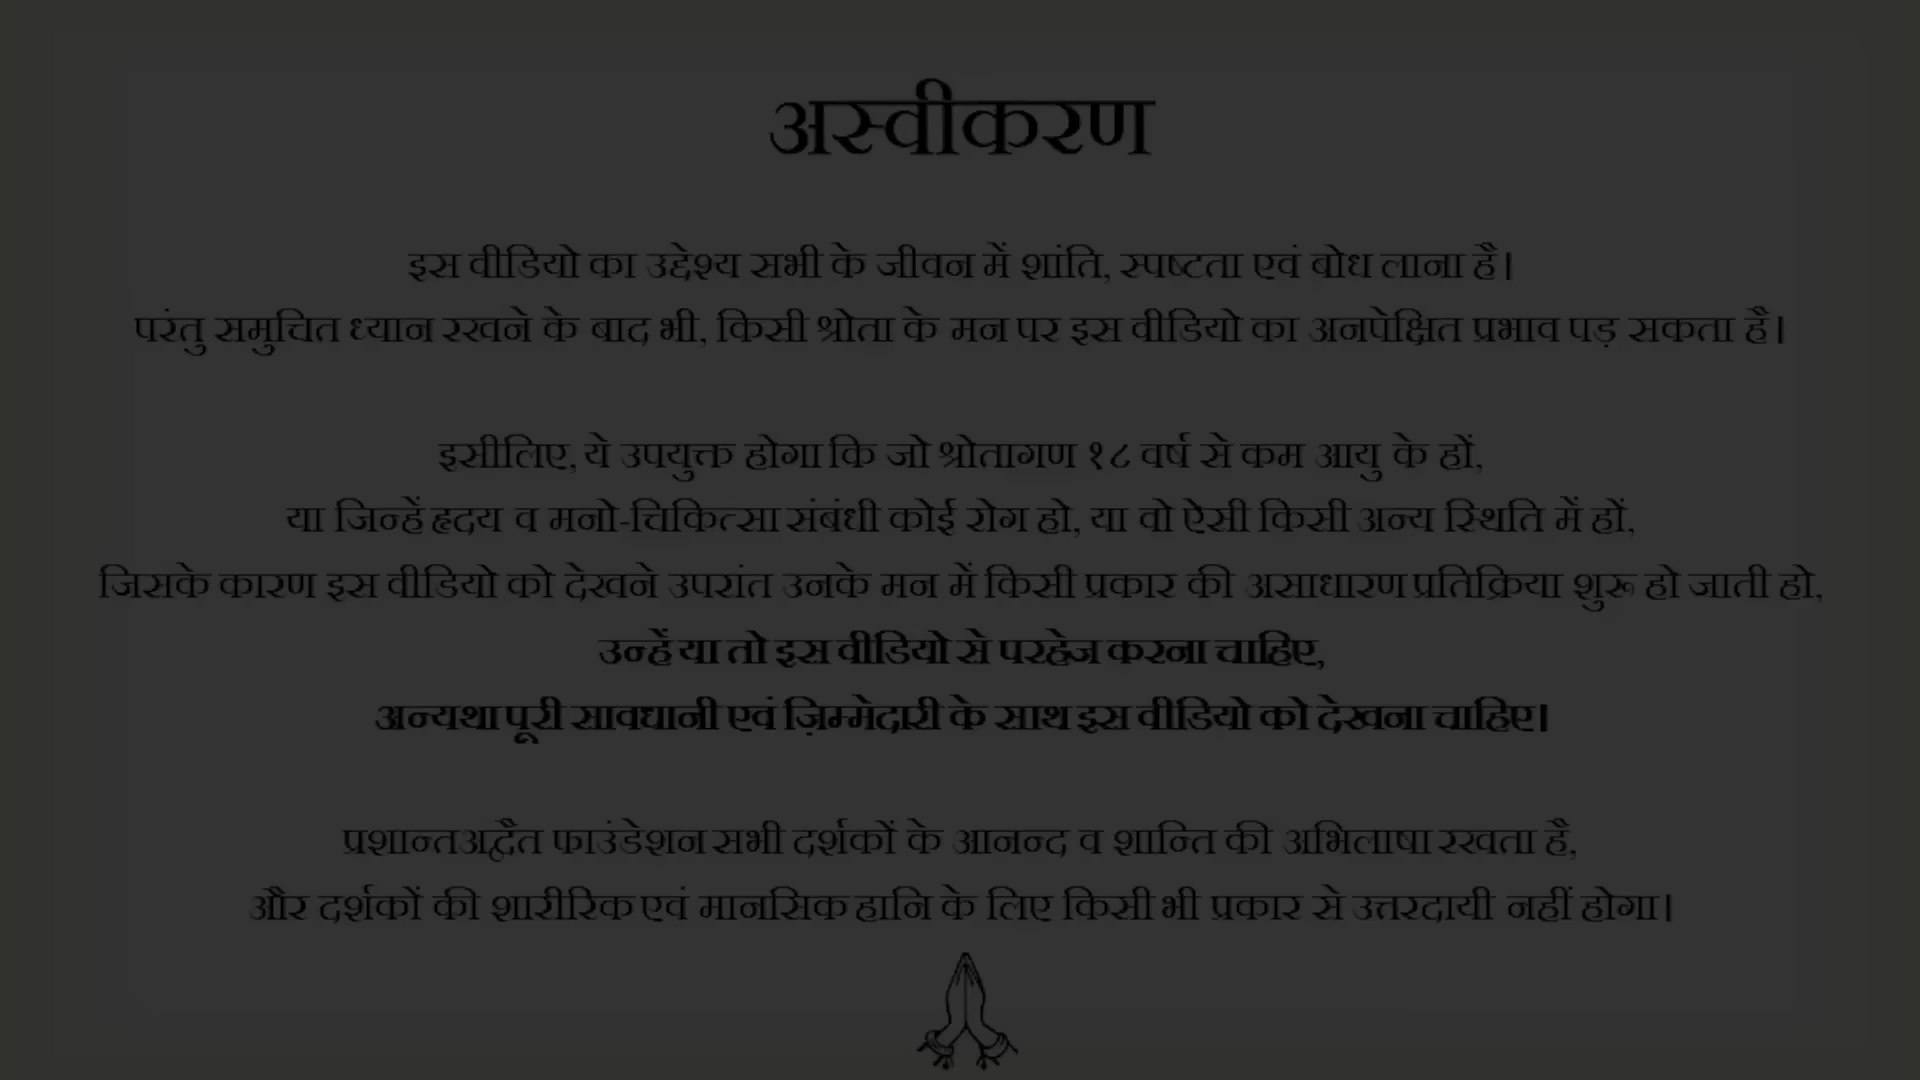 अस्वीकरण
इस वीडियो का उद्देश्य सभी के जीवन में शांति, स्पष्टता एवं बोध लाना है।
परंतु समुचित ध्यान रखने के बाद भी, किसी श्रोता के मन पर इस वीडियो का अनपेक्षित प्रभाव पड़ सकता है।
इसीलिए, ये उपयुक्त होगा कि जो श्रोतागण १८ वर्ष से कम आयु के हों,
या जिन्हें हृदय व मनो-चिकित्सा संबंधी कोई रोग हो, या वो ऐसी किसी अन्य स्थिति में हों,
जिसके कारण इस वीडियो को देखने उपरांत उनके मन में किसी प्रकार की असाधारण प्रतिक्रिया शुरू हो जाती हो,
उन्हें या तो इस वीडियो से परहेज करना चाहिए,
अन्यथा पूरी सावधानी एवं ज़िम्मेदारी के साथ इस वीडियो को देखना चाहिए।
प्रशान्तअद्वैत फाउंडेशन सभी दर्शकों के आनन्द व शान्ति की अभिलाषा रखता है,
और दर्शकों की शारीरिक एवं मानसिक हानि के लिए किसी भी प्रकार से उत्तरदायी नहीं होगा।